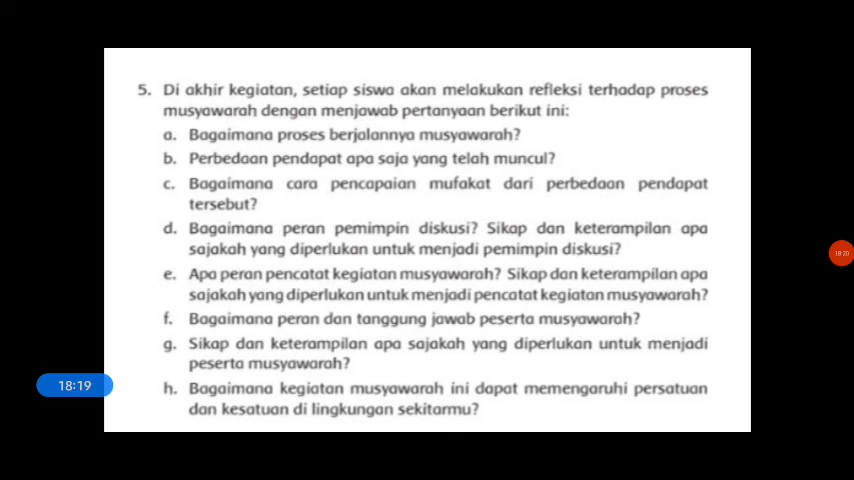 5. Di akhir kegiatan, setiap siswa akan melakukan refleksi terhadap proses
musyawarah dengan menjawab pertanyaan berikut ini:
a. Bagaimana proses berjalannya musyawarah?
b. Perbedaan pendapat apa saja yang telah muncul?
c. Bagaimana cara pencapaian mufakat dari perbedaan pendapat
tersebut?
d. Bagaimana peran pemimpin diskusi? Sikap dan keterampilan apa
sajakah yang diperlukan untuk menjadi pemimpin diskusi?
e. Apa peran pencatat kegiatan musyawarah? Sikap dan keterampilan apa
sajakah yang diperlukan untuk menjadi pencatat kegiatan musyawarah?
f. Bagaimana peran dan tanggung jawab peserta musyawarah?
g. Sikap dan keterampilan apa sajakah yang diperlukan untuk menjadi
peserta musyawarah?
h. Bagaimana kegiatan musyawarah ini dapat memengaruhi persatuan
dan kesatuan di lingkungan sekitarmu?
18:19
18:20